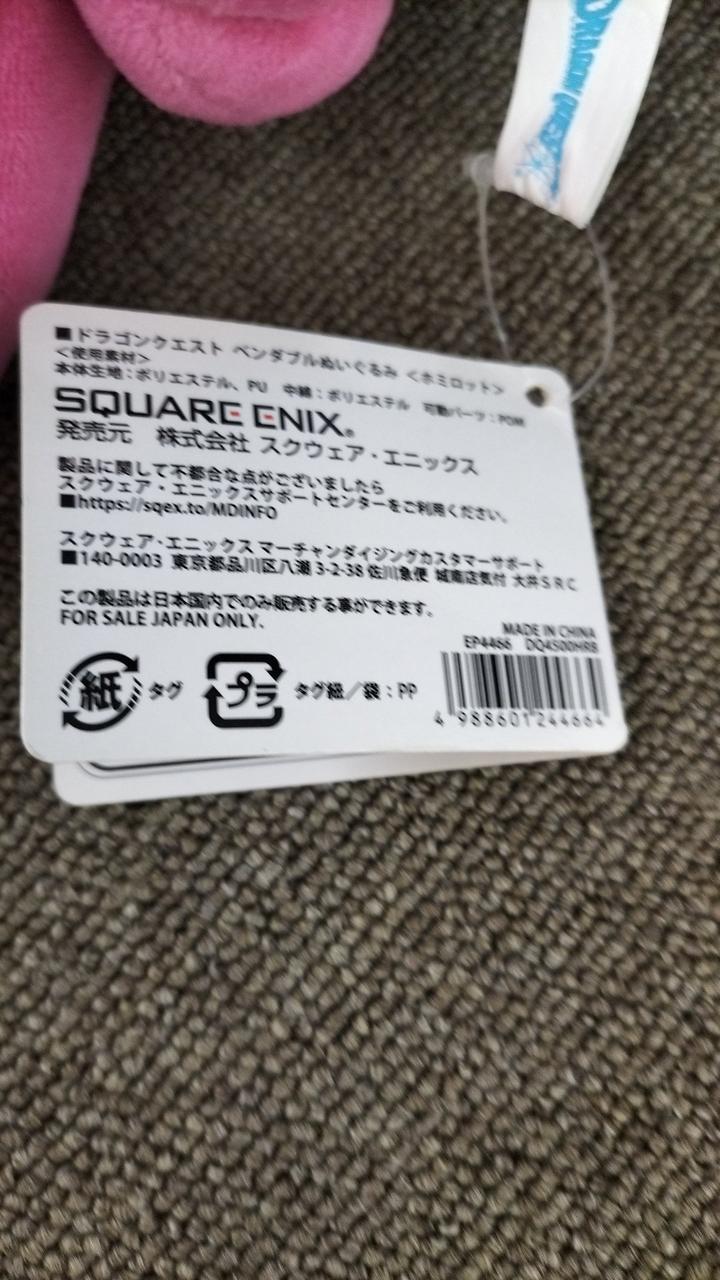 DRAGON QUEST
■ドラゴンクエスト ベンダブルぬいぐるみ <ホミロット>
<使用素材>
本体生地:ポリエステル、PU 中綿:ポリエステル 可動パーツ:POM
SQUARE ENIX®
発売元 株式会社 スクウェア・エニックス
製品に関して不都合な点がございましたら
スクウェア・エニックスサポートセンターをご利用ください。
■https://sqex.to/MDINFO
スクウェア・エニックス マーチャンダイジングカスタマーサポート
■140-0003 東京都品川区八潮 3-2-38 佐川急便 城南店気付 大井SRC
この製品は日本国内でのみ販売する事ができます。
FOR SALE JAPAN ONLY.
MADE IN CHINA
EP4466 DQ4500HRB
紙 タグ プラ タグ紐/袋:PP
4 988601 244664